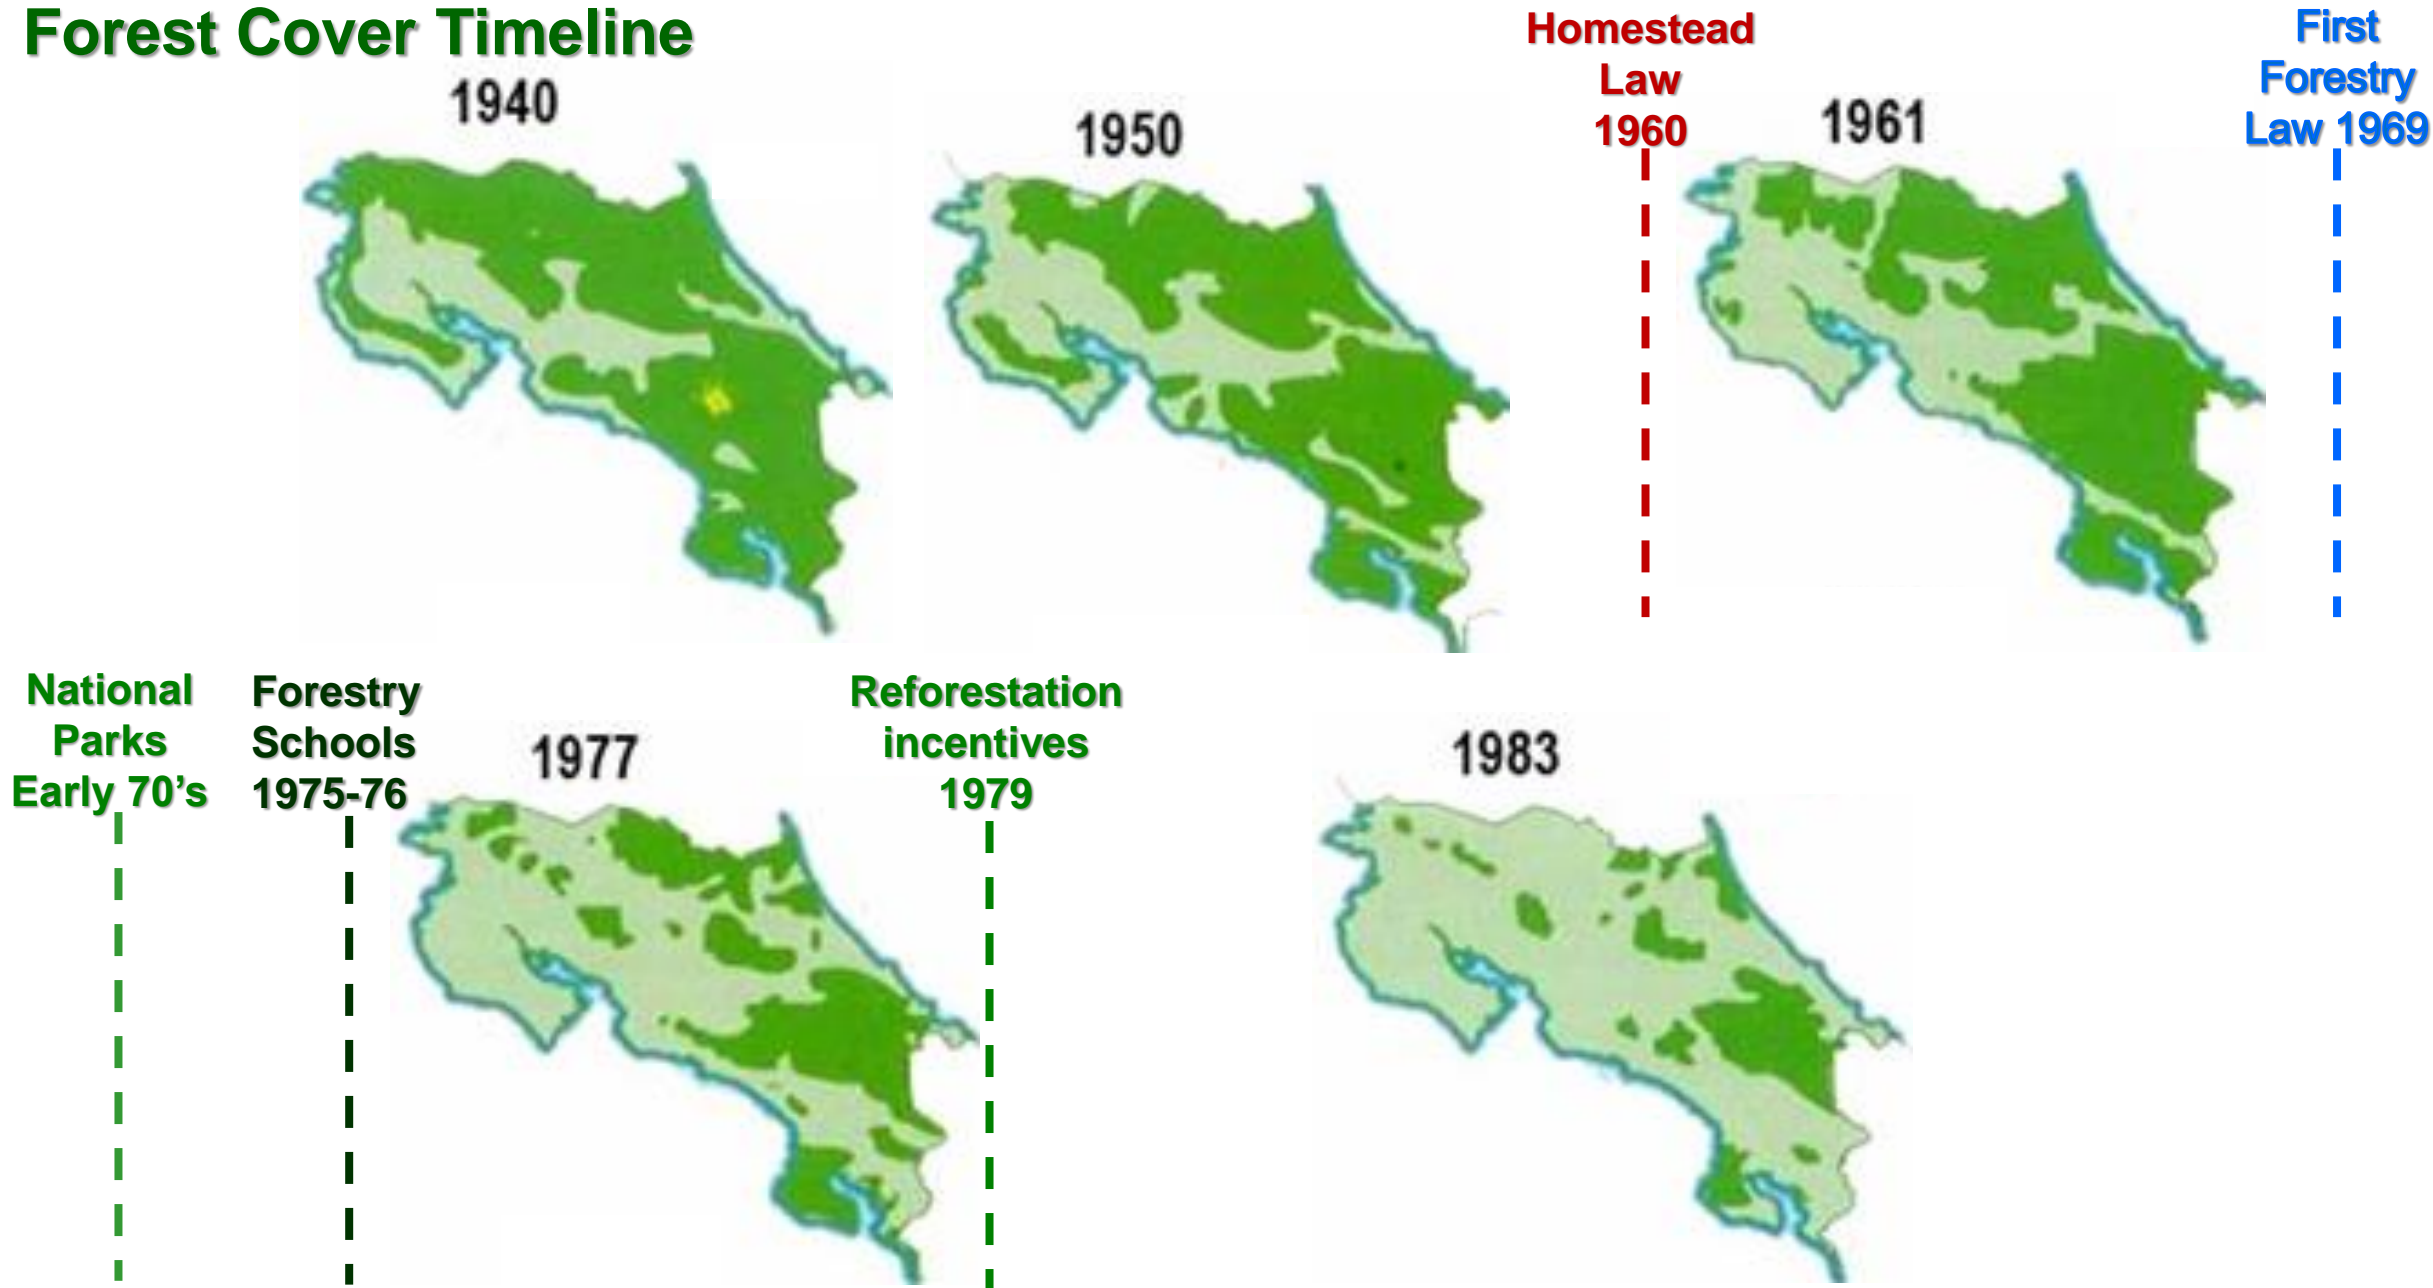 Forest Cover Timeline
1940
1950
Homestead
Law
1960
1961
First
Forestry
Law 1969
National
Parks
Early 70’s
Forestry
Schools
1975-76
1977
Reforestation
incentives
1979
1983